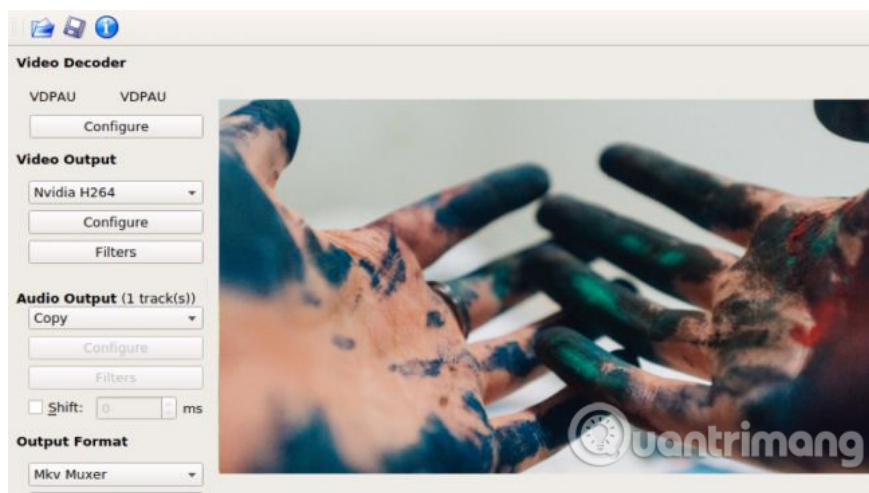 Video Decoder
VDPAU VDPAU
Configure
Video Output
Nvidia H264
Configure
Filters
Audio Output (1 track(s))
Copy
Configure
Filters
Shift: 0 ms
Output Format
Mkv Muxer
Quantrimang